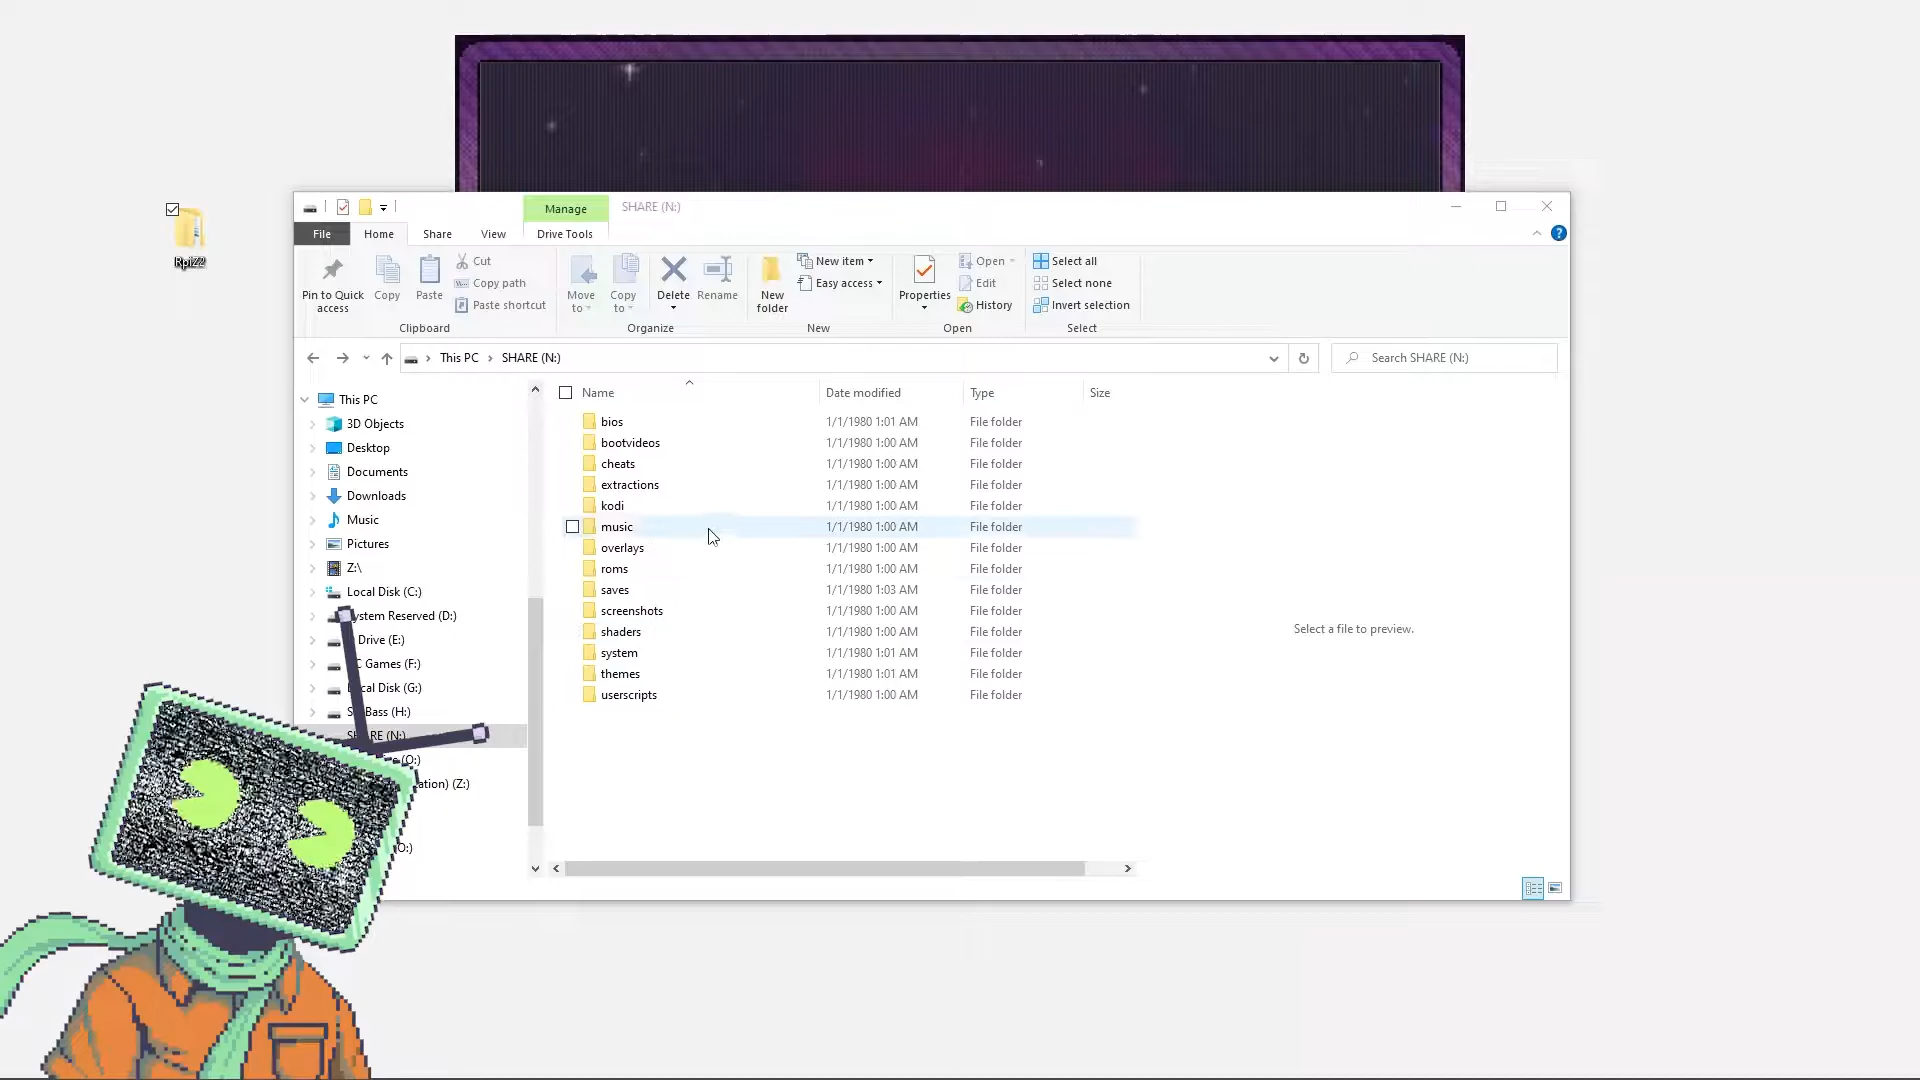 RpiZ2
Manage
SHARE (N:)
File
Home
Share
View
Drive Tools
Pin to Quick access
Copy
Paste
Cut
Copy path
Paste shortcut
Clipboard
Move to
Copy to
Delete
Rename
Organize
New folder
New item
Easy access
New
Properties
Open
Edit
History
Open
Select all
Select none
Invert selection
Select
This PC
SHARE (N:)
Search SHARE (N:)
This PC
3D Objects
Desktop
Documents
Downloads
Music
Pictures
Z:\
Local Disk (C:)
ystem Reserved (D:)
Drive (E:)
C Games (F:)
cal Disk (G:)
Bass (H:)
SHARE (N:)
(O:)
ation) (Z:)
O:)
Name Date modified Type Size
bios 1/1/1980 1:01 AM File folder
bootvideos 1/1/1980 1:00 AM File folder
cheats 1/1/1980 1:00 AM File folder
extractions 1/1/1980 1:00 AM File folder
kodi 1/1/1980 1:00 AM File folder
music 1/1/1980 1:00 AM File folder
overlays 1/1/1980 1:00 AM File folder
roms 1/1/1980 1:00 AM File folder
saves 1/1/1980 1:03 AM File folder
screenshots 1/1/1980 1:00 AM File folder
shaders 1/1/1980 1:00 AM File folder
system 1/1/1980 1:01 AM File folder
themes 1/1/1980 1:01 AM File folder
userscripts 1/1/1980 1:00 AM File folder
Select a file to preview.